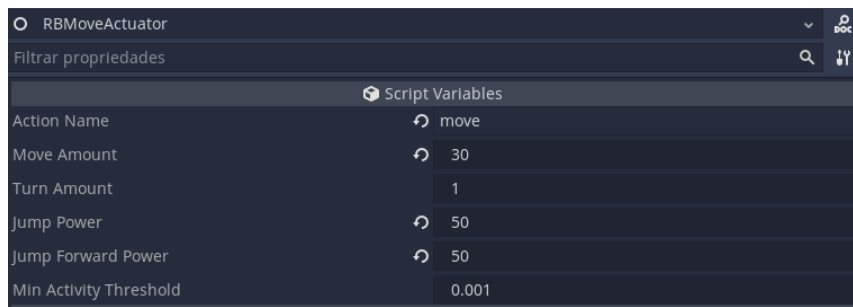 RBMoveActuator DOC
Filtrar propriedades
Script Variables
Action Name move
Move Amount 30
Turn Amount 1
Jump Power 50
Jump Forward Power 50
Min Activity Threshold 0.001